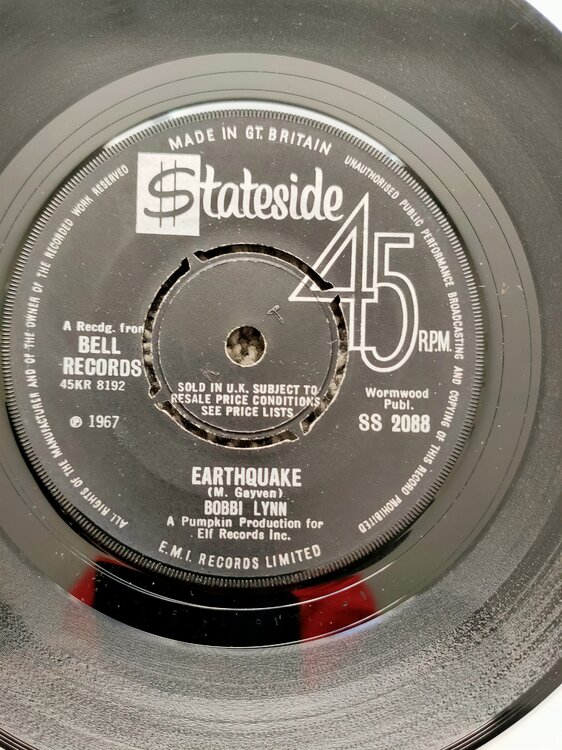 MADE IN GT. BRITAIN
UNAUTHORISED PUBLIC PERFORMANCE BROADCASTING AND COPYING OF THIS RECORD PROHIBITED
ALL RIGHTS OF THE MANUFACTURER AND OF THE OWNER OF THE RECORDED WORK RESERVED
$tateside
45
R.P.M.
A Recdg. from
BELL
RECORDS
45KR 8192
℗ 1967
SOLD IN U.K. SUBJECT TO
RESALE PRICE CONDITIONS
SEE PRICE LISTS
Wormwood
Publ.
SS 2088
EARTHQUAKE
(M. Gayven)
BOBBI LYNN
A Pumpkin Production for
Elf Records Inc.
E.M.I. RECORDS LIMITED